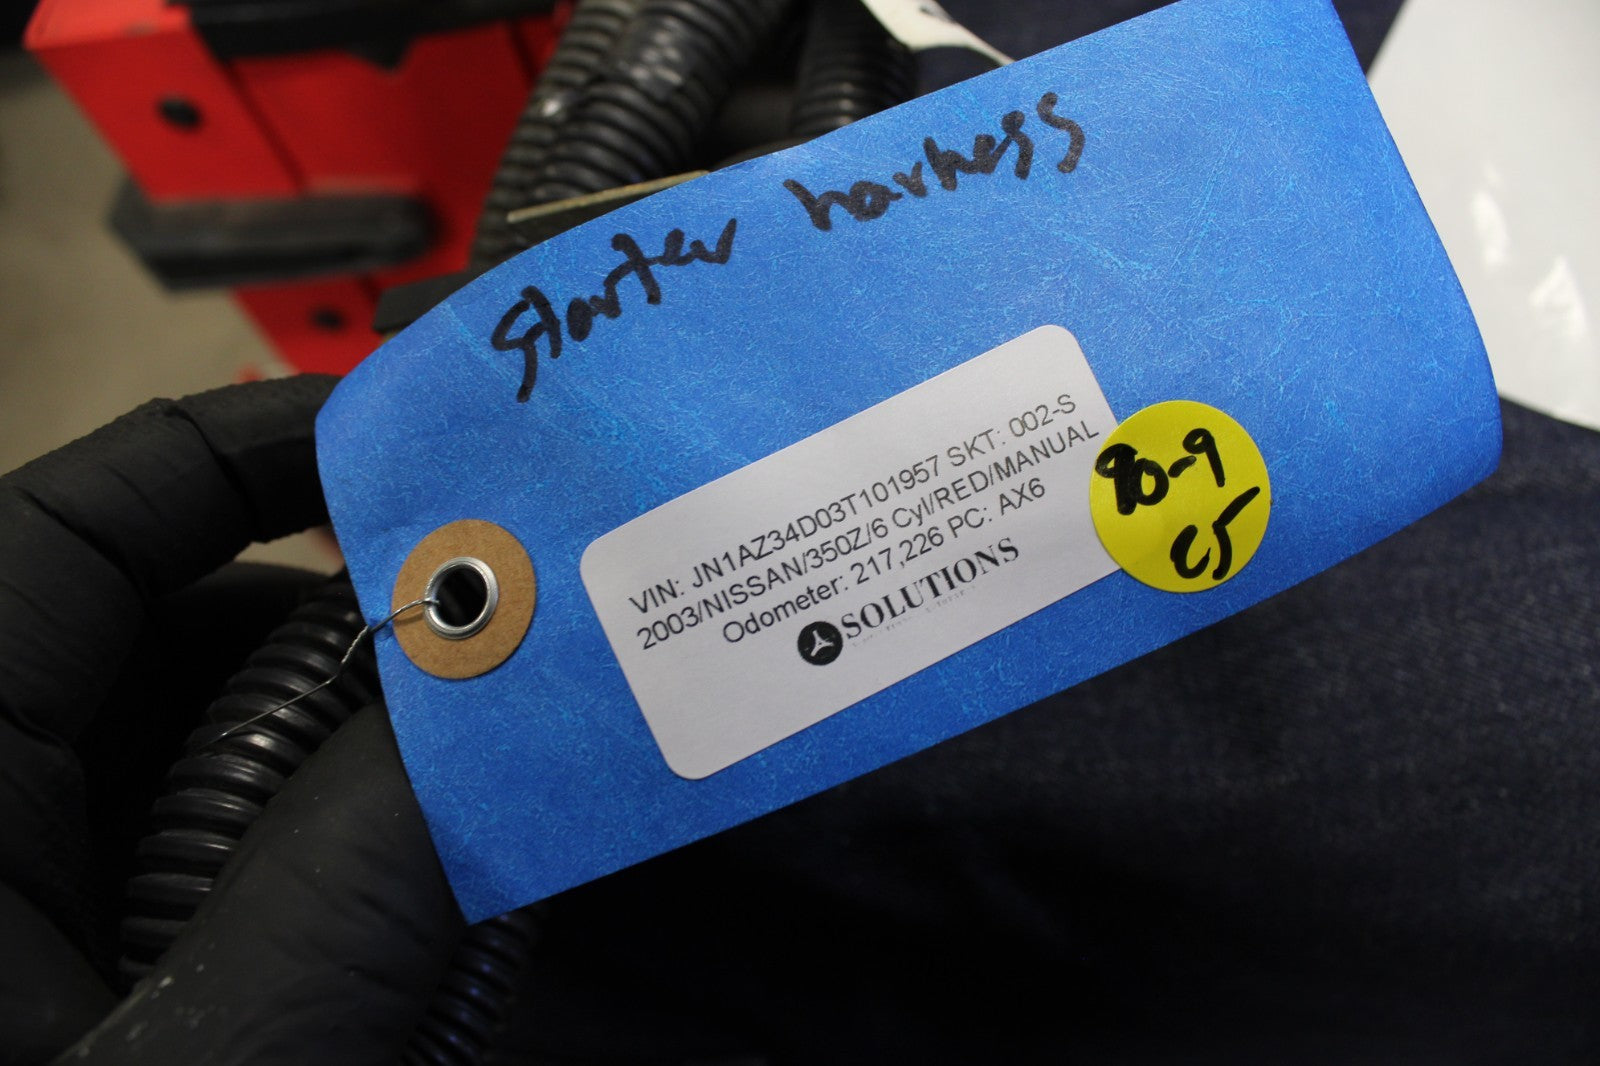 starter harness
VIN: JN1AZ34D03T101957 SKT: 002-S
2003/NISSAN/350Z/6 Cyl/RED/MANUAL
Odometer: 217,226 PC: AX6
SOLUTIONS
90-9
C5